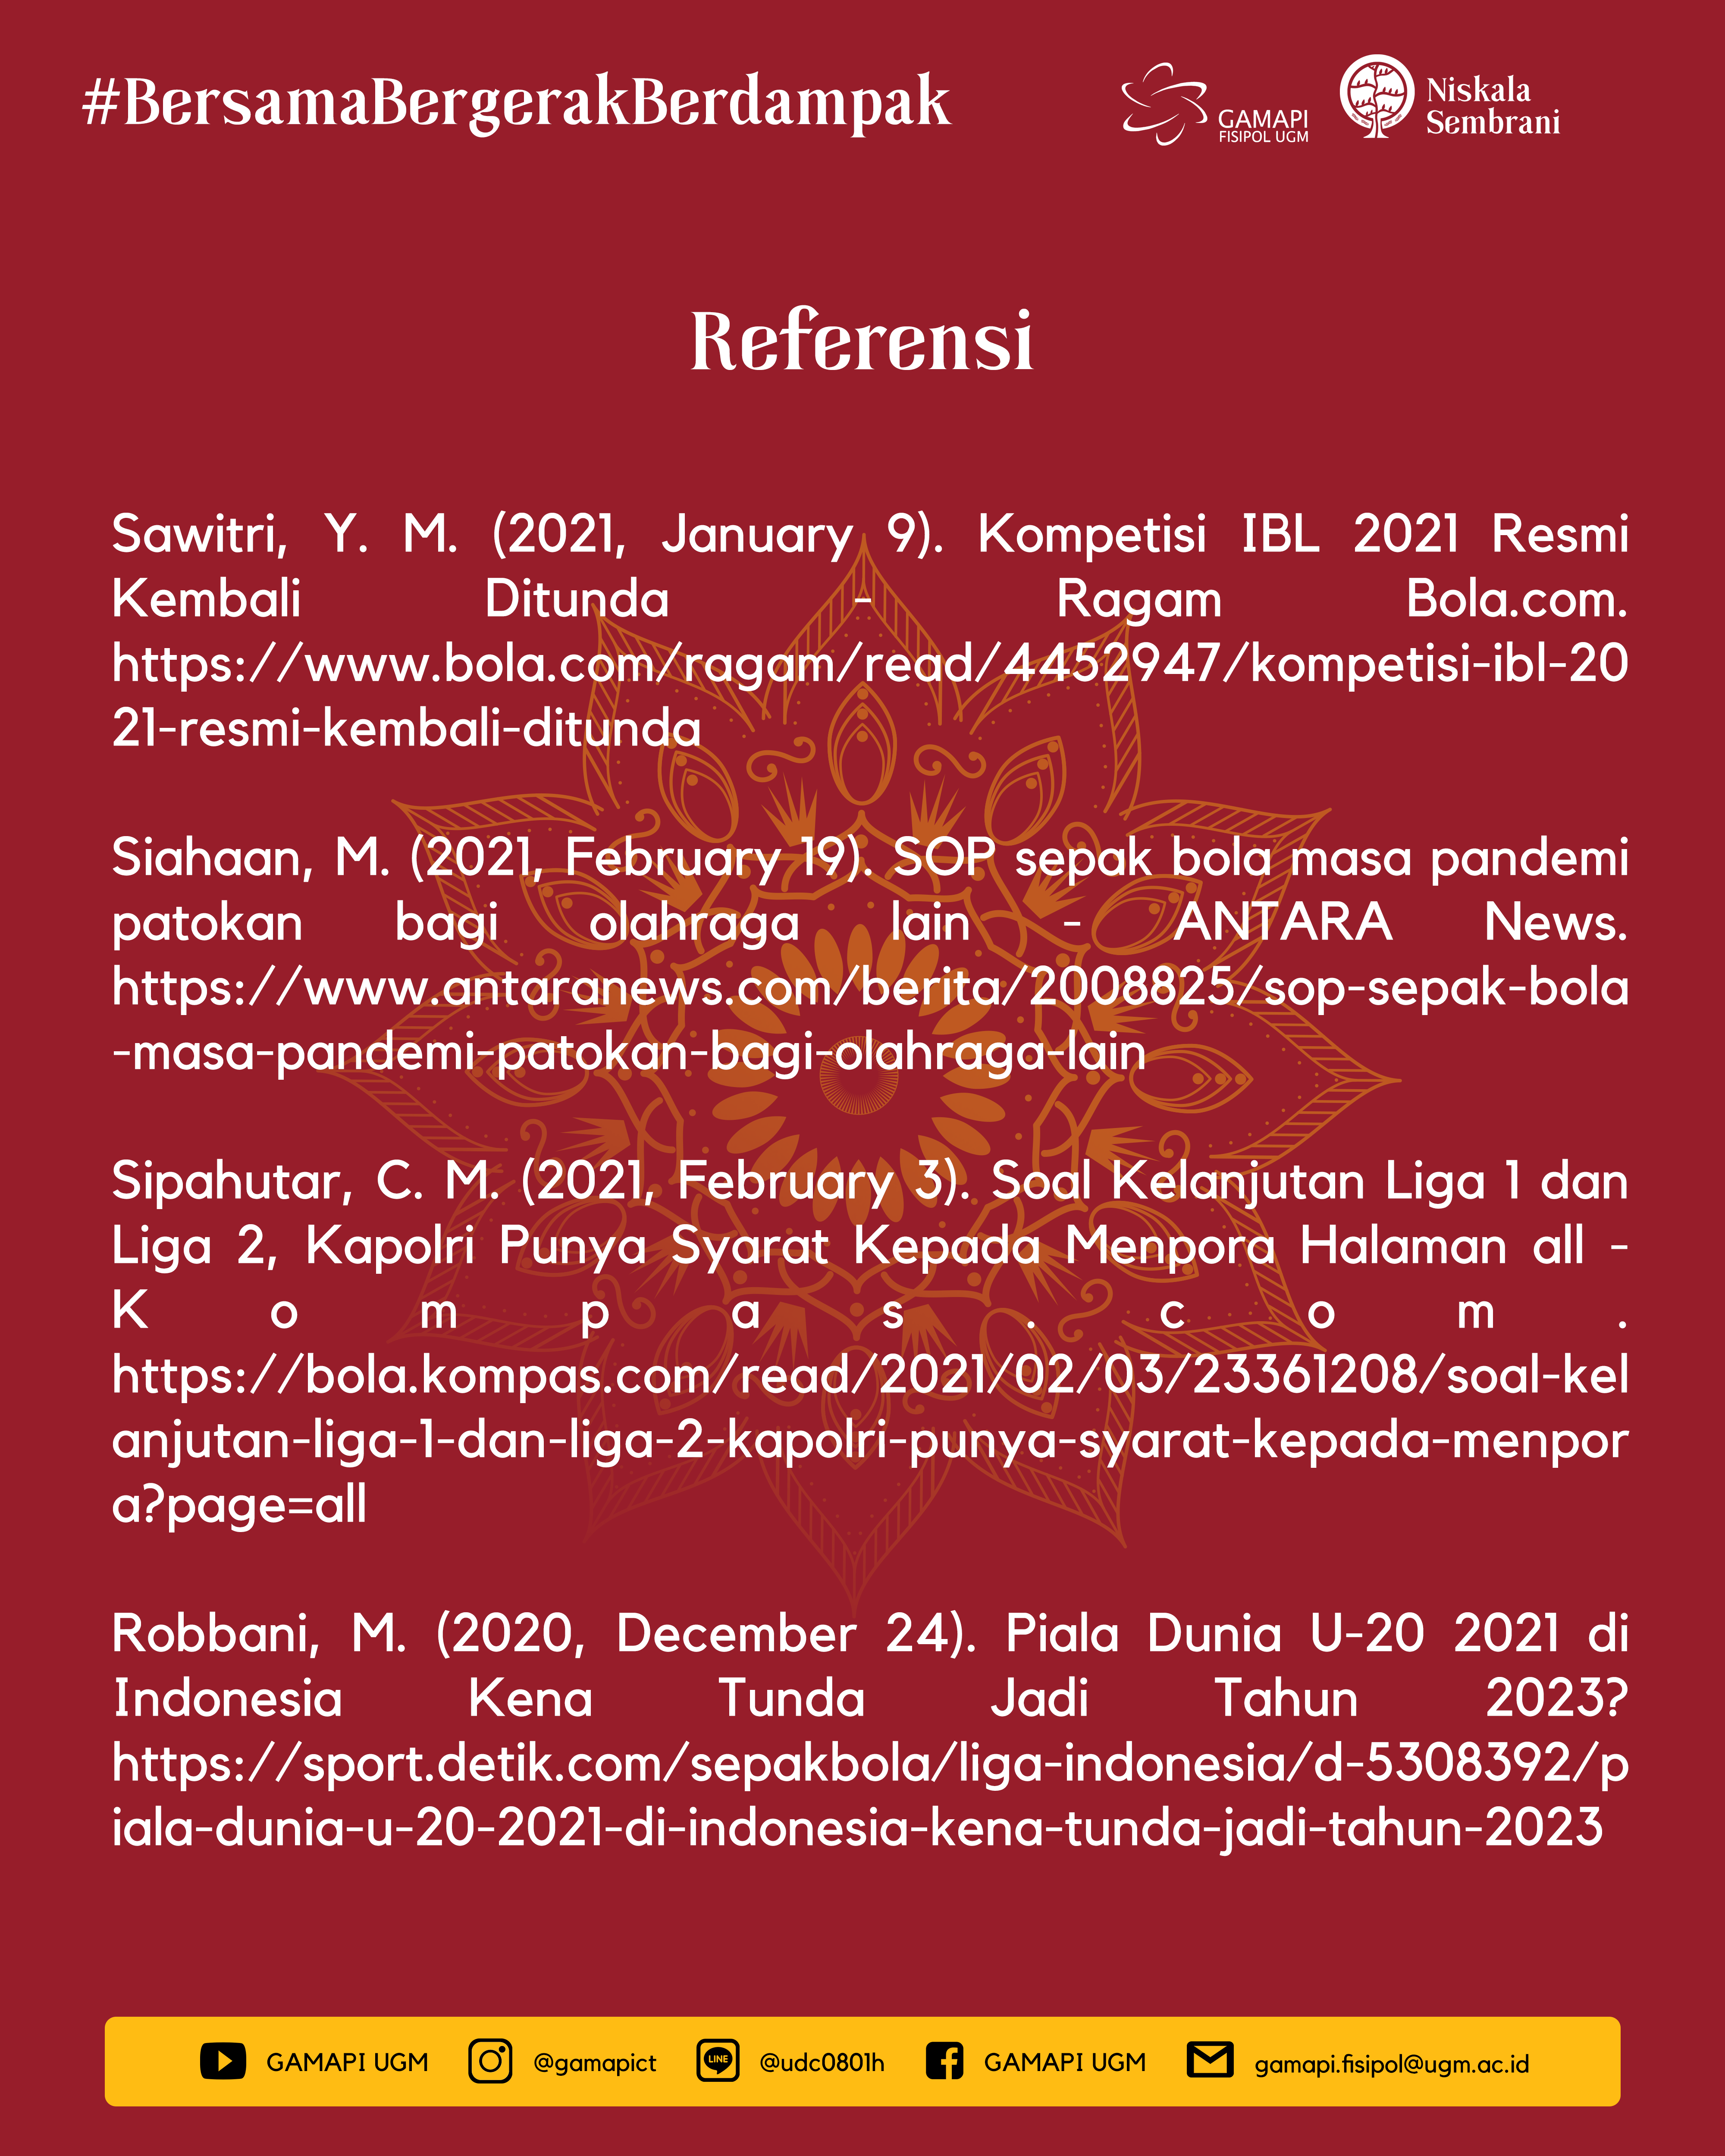 #BersamaBergerakBerdampak
GAMAPI
FISIPOL UGM
Niskala
Sembrani
Referensi
Sawitri, Y. M. (2021, January 9). Kompetisi IBL 2021 Resmi
Kembali Ditunda - Ragam Bola.com.
https://www.bola.com/ragam/read/4452947/kompetisi-ibl-20
21-resmi-kembali-ditunda
Siahaan, M. (2021, February 19). SOP sepak bola masa pandemi
patokan bagi olahraga lain - ANTARA News.
https://www.antaranews.com/berita/2008825/sop-sepak-bola
-masa-pandemi-patokan-bagi-olahraga-lain
Sipahutar, C. M. (2021, February 3). Soal Kelanjutan Liga 1 dan
Liga 2, Kapolri Punya Syarat Kepada Menpora Halaman all -
K o m p a s . c o m .
https://bola.kompas.com/read/2021/02/03/23361208/soal-kel
anjutan-liga-1-dan-liga-2-kapolri-punya-syarat-kepada-menpor
a?page=all
Robbani, M. (2020, December 24). Piala Dunia U-20 2021 di
Indonesia Kena Tunda Jadi Tahun 2023?
https://sport.detik.com/sepakbola/liga-indonesia/d-5308392/p
iala-dunia-u-20-2021-di-indonesia-kena-tunda-jadi-tahun-2023
GAMAPI UGM @gamapict LINE @udc0801h GAMAPI UGM gamapi.fisipol@ugm.ac.id